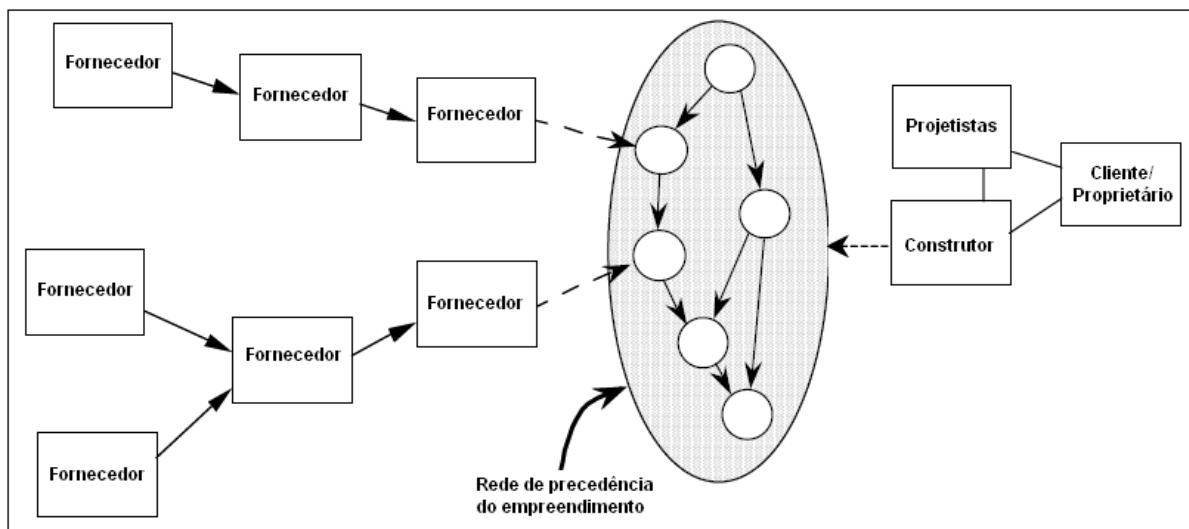 Fornecedor
Fornecedor
Fornecedor
Projetistas
Cliente/
Proprietário
Construtor
Fornecedor
Fornecedor
Fornecedor
Fornecedor
Rede de precedência
do empreendimento